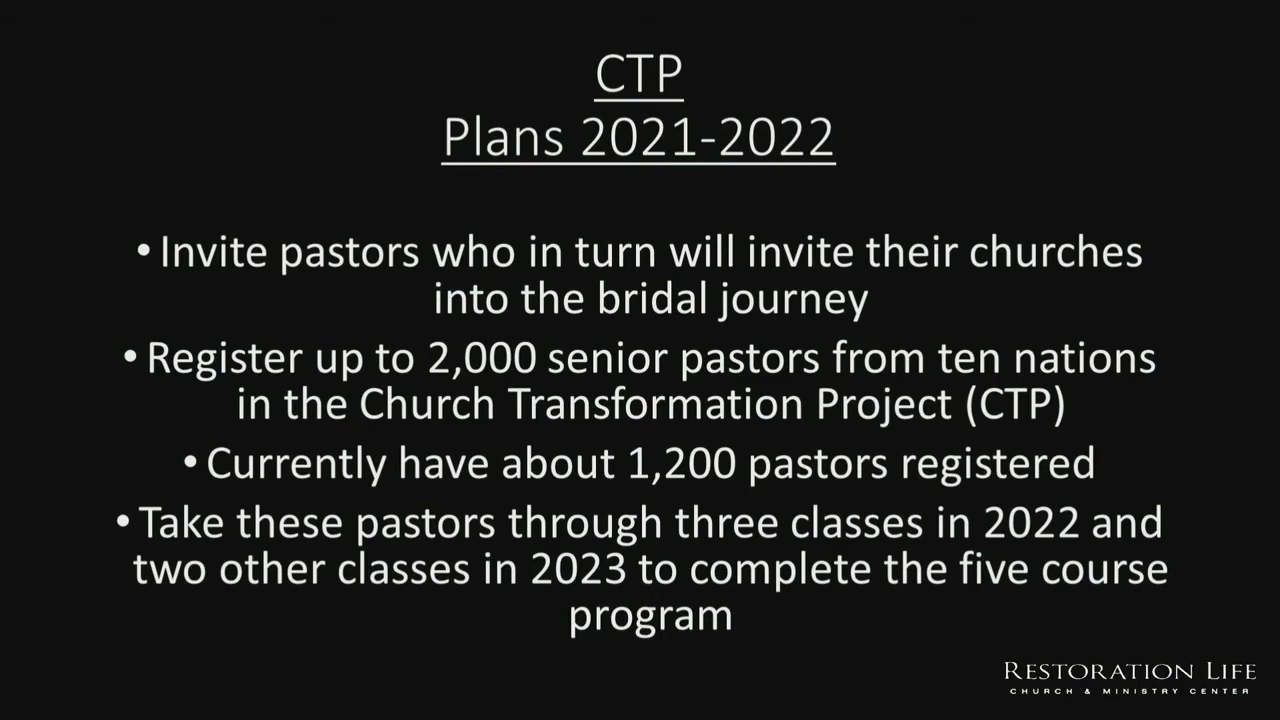 CTP
Plans 2021-2022
• Invite pastors who in turn will invite their churches
into the bridal journey
• Register up to 2,000 senior pastors from ten nations
in the Church Transformation Project (CTP)
• Currently have about 1,200 pastors registered
• Take these pastors through three classes in 2022 and
two other classes in 2023 to complete the five course
program
RESTORATION LIFE
CHURCH & MINISTRY CENTER